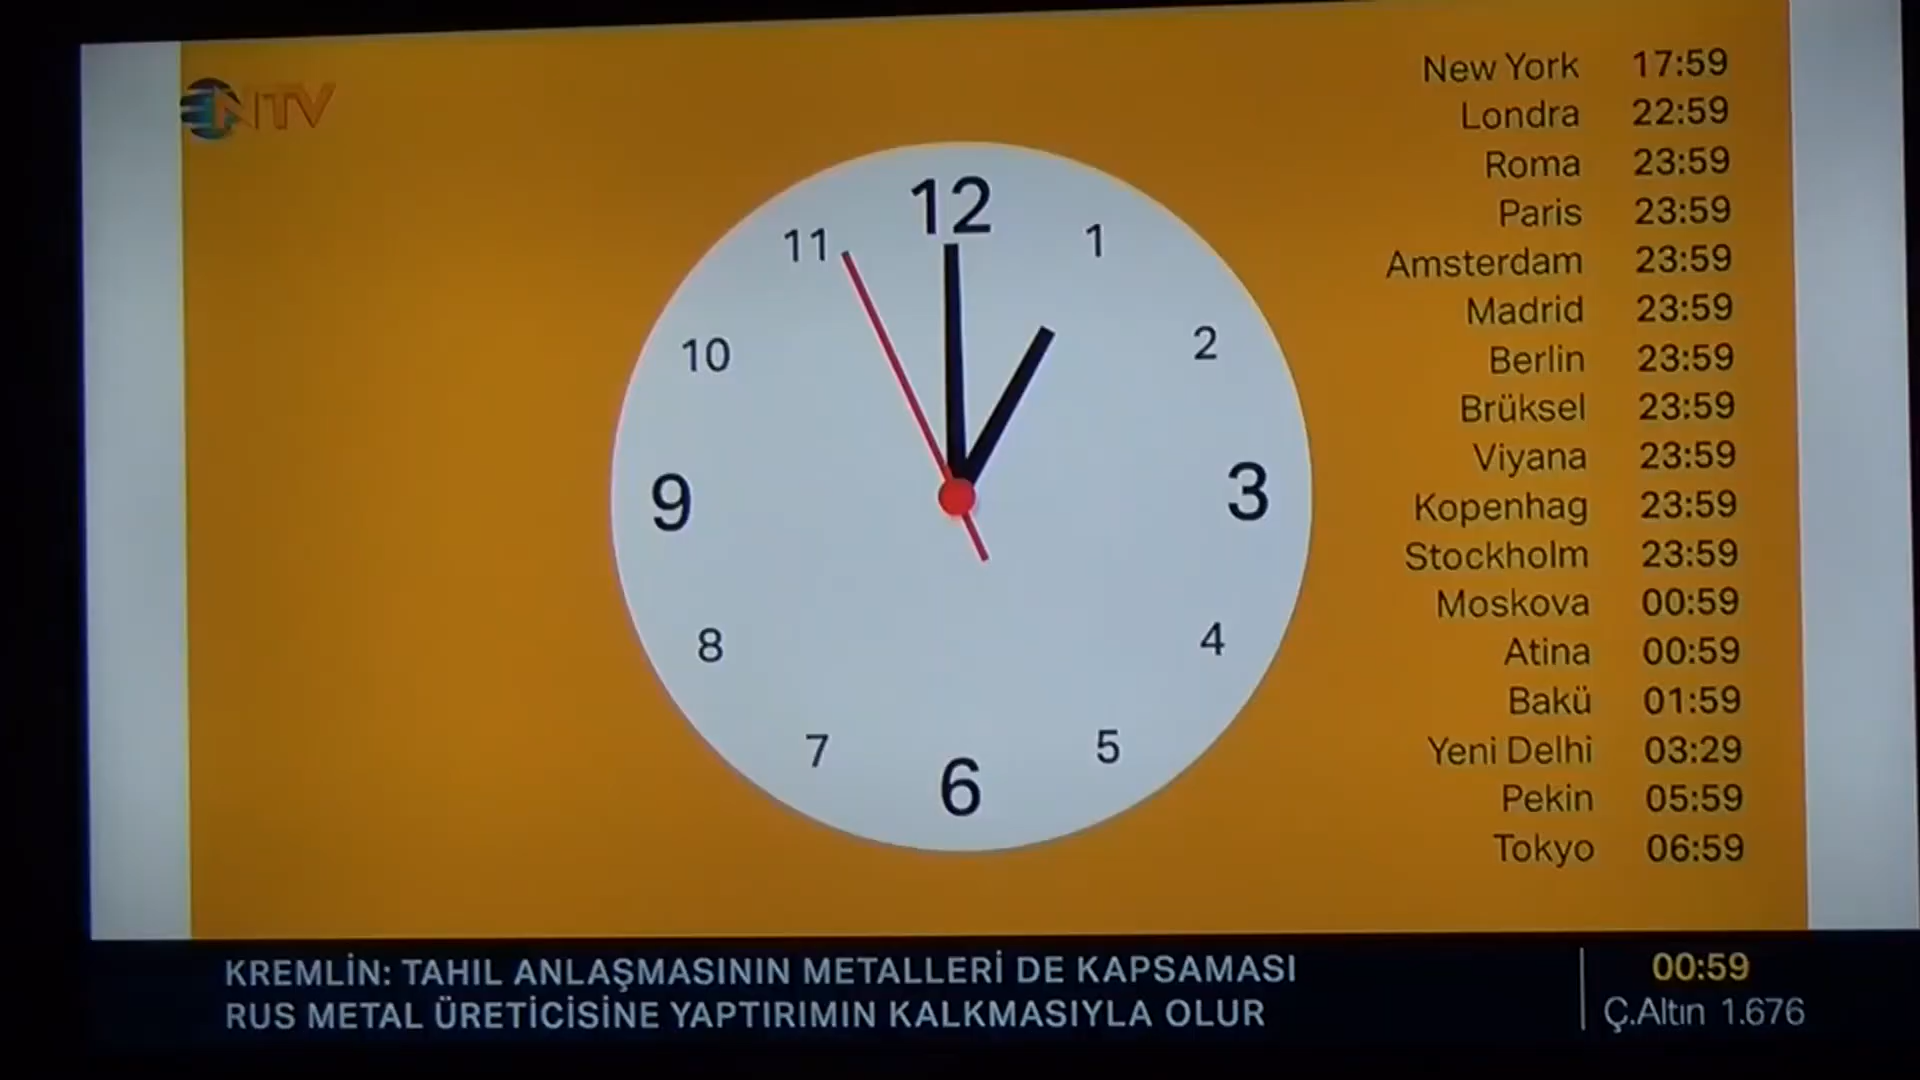 NTV
12
1
2
3
4
5
6
7
8
9
10
11
New York 17:59
Londra 22:59
Roma 23:59
Paris 23:59
Amsterdam 23:59
Madrid 23:59
Berlin 23:59
Brüksel 23:59
Viyana 23:59
Kopenhag 23:59
Stockholm 23:59
Moskova 00:59
Atina 00:59
Bakü 01:59
Yeni Delhi 03:29
Pekin 05:59
Tokyo 06:59
KREMLİN: TAHIL ANLAŞMASININ METALLERİ DE KAPSAMASI
RUS METAL ÜRETİCİSİNE YAPTIRIMIN KALKMASIYLA OLUR
00:59
Ç.Altın 1.676